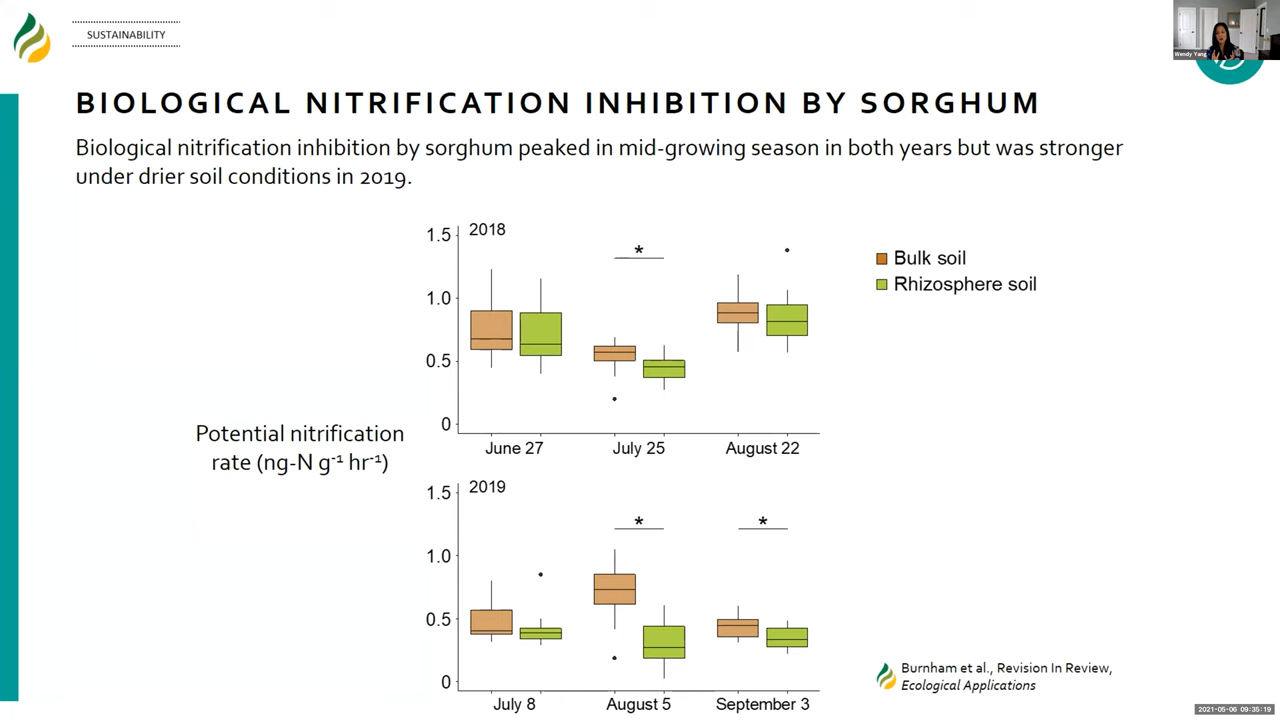 SUSTAINABILITY
Wendy Yang
BIOLOGICAL NITRIFICATION INHIBITION BY SORGHUM
Biological nitrification inhibition by sorghum peaked in mid-growing season in both years but was stronger
under drier soil conditions in 2019.
2018
1.5
1.0
0.5
0
*
June 27
July 25
August 22
Bulk soil
Rhizosphere soil
Potential nitrification
rate (ng-N g⁻¹ hr⁻¹)
2019
1.5
1.0
0.5
0
*
*
July 8
August 5
September 3
Burnham et al., Revision In Review,
Ecological Applications
2021-05-06 09:35:19